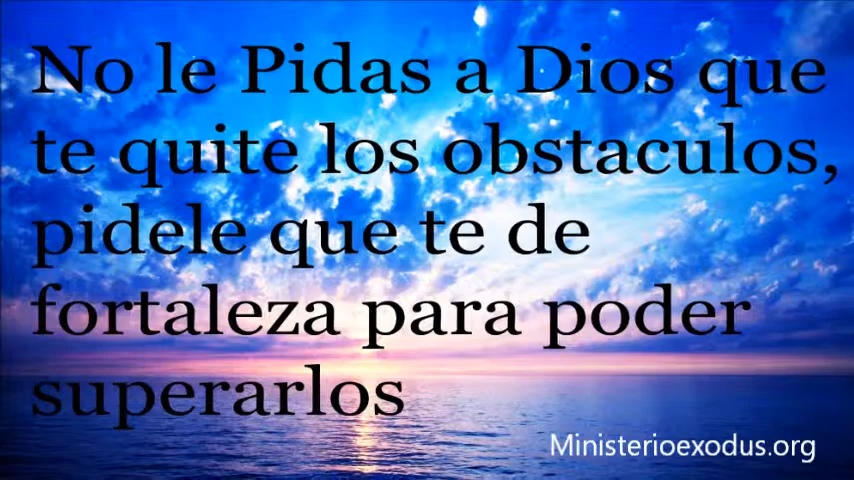 No le Pidas a Dios que
te quite los obstaculos,
pidele que te de
fortaleza para poder
superarlos
Ministerioexodus.org